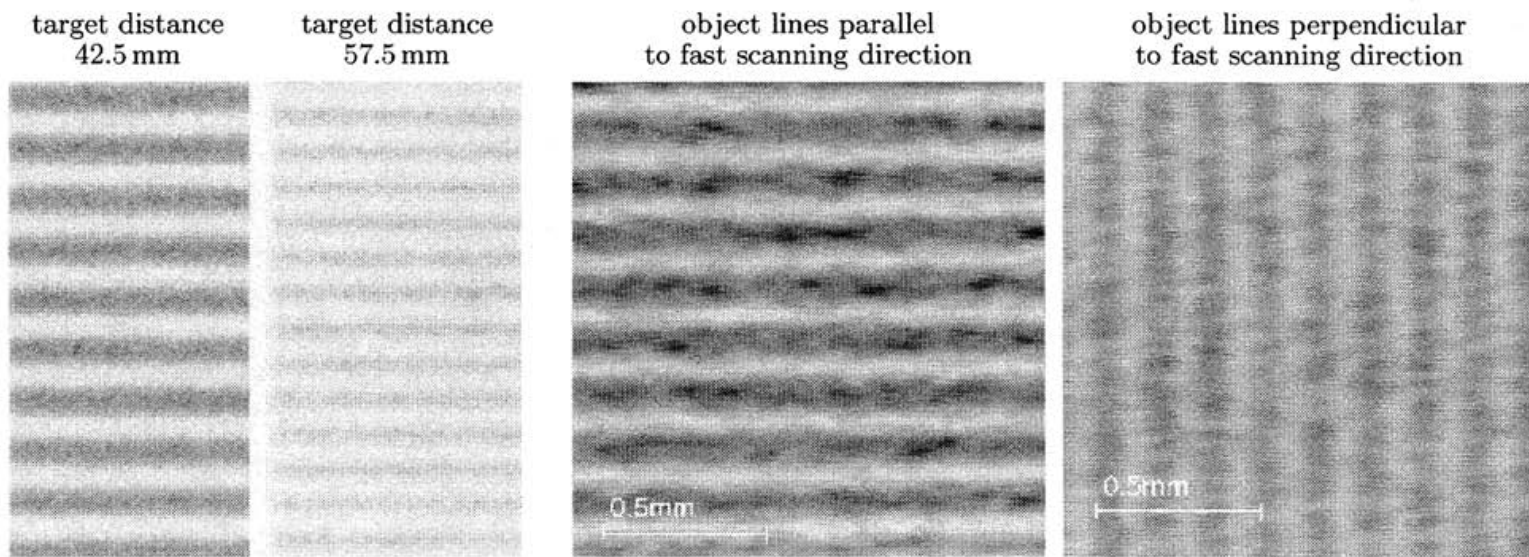 target distance
42.5 mm
target distance
57.5 mm
object lines parallel
to fast scanning direction
object lines perpendicular
to fast scanning direction
0.5mm
0.5mm